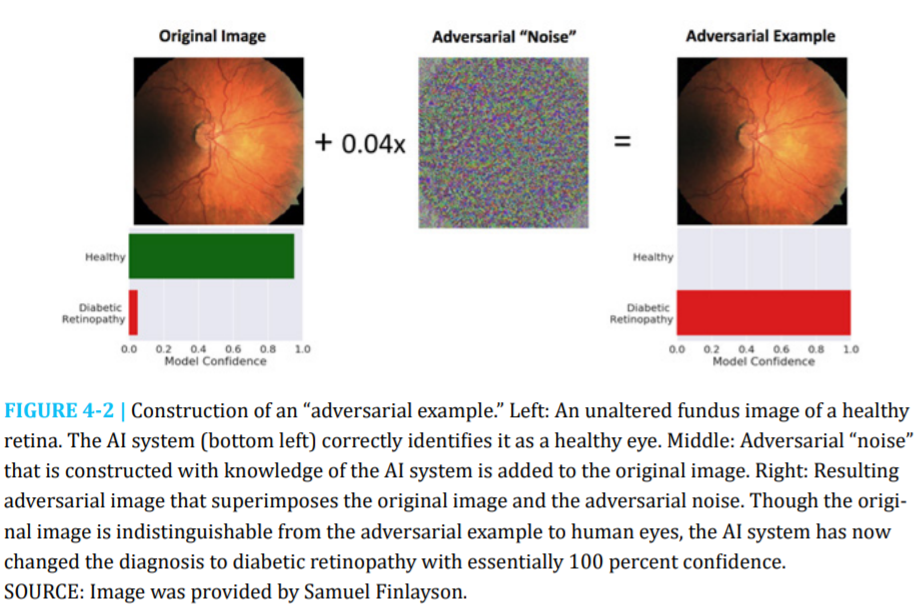 Original Image
Adversarial “Noise”
Adversarial Example
+ 0.04x
=
Healthy
Diabetic
Retinopathy
0.0 0.2 0.4 0.6 0.8 1.0
Model Confidence
Healthy
Diabetic
Retinopathy
0.0 0.2 0.4 0.6 0.8 1.0
Model Confidence
FIGURE 4-2 | Construction of an “adversarial example.” Left: An unaltered fundus image of a healthy
retina. The AI system (bottom left) correctly identifies it as a healthy eye. Middle: Adversarial “noise”
that is constructed with knowledge of the AI system is added to the original image. Right: Resulting
adversarial image that superimposes the original image and the adversarial noise. Though the origi-
nal image is indistinguishable from the adversarial example to human eyes, the AI system has now
changed the diagnosis to diabetic retinopathy with essentially 100 percent confidence.
SOURCE: Image was provided by Samuel Finlayson.